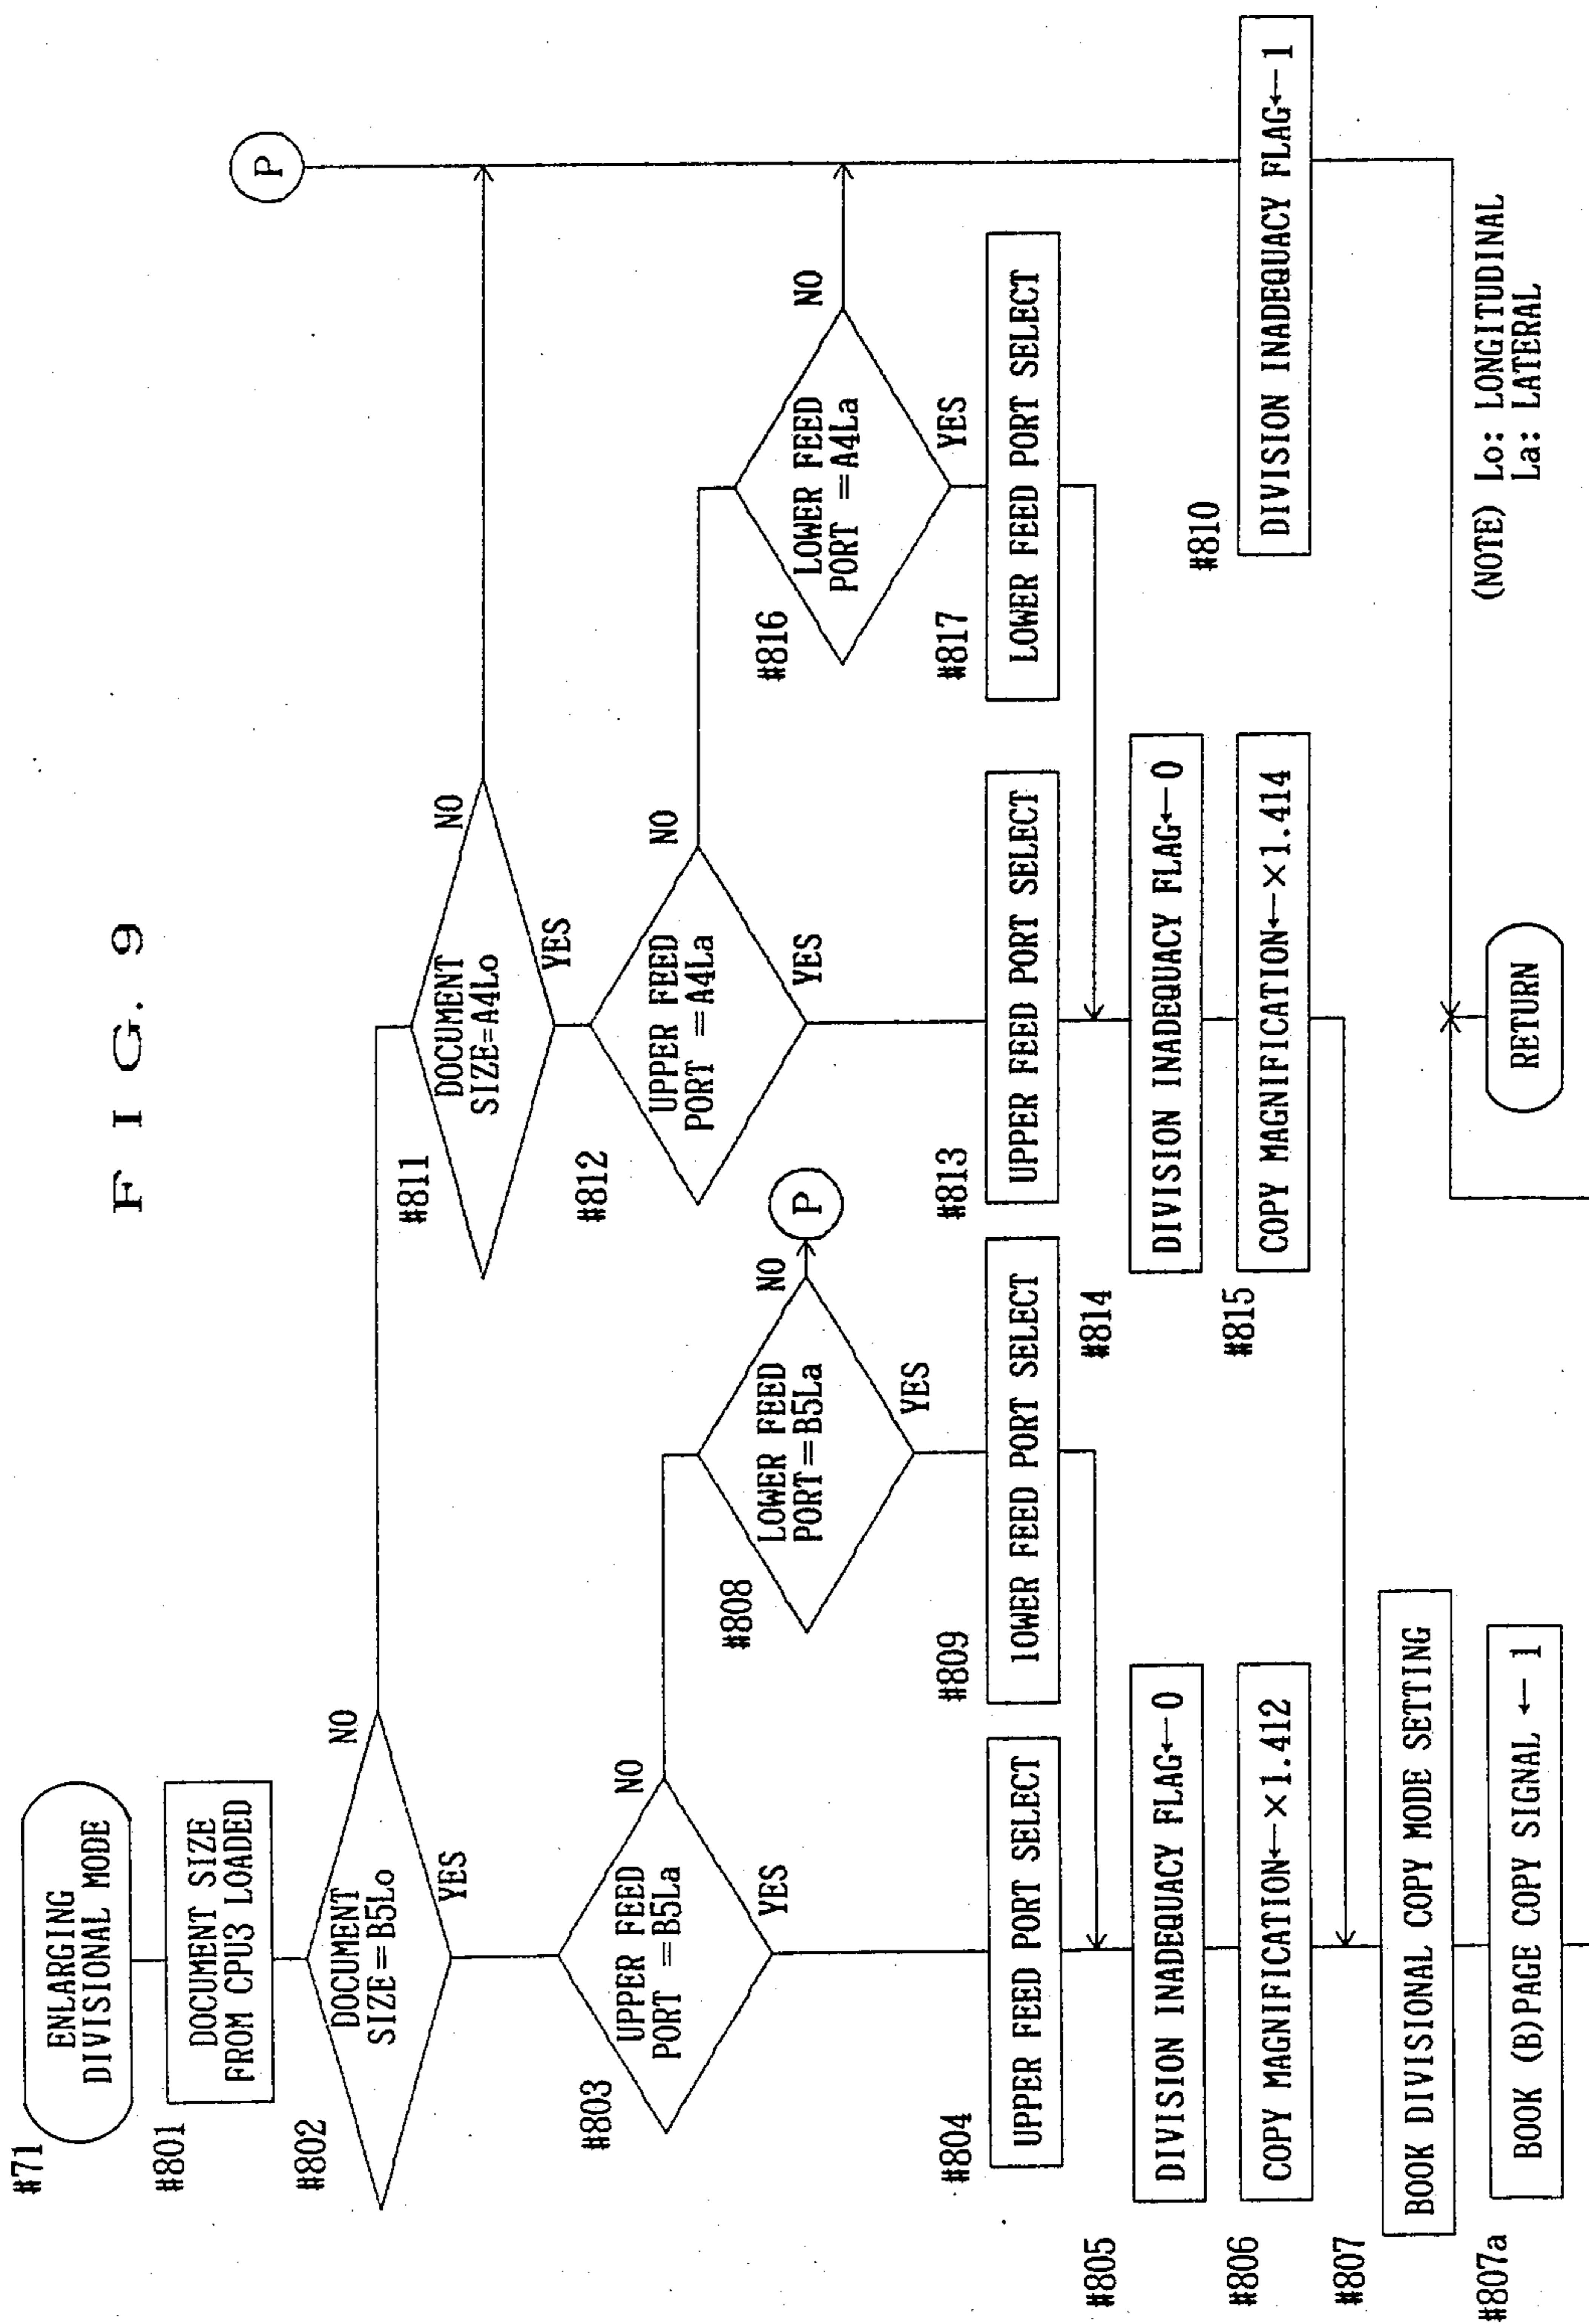 F I G. 9
#71
ENLARGING
DIVISIONAL MODE
#801
DOCUMENT SIZE
FROM CPU3 LOADED
#802
DOCUMENT
SIZE=B5Lo
NO
YES
#811
DOCUMENT
SIZE=A4Lo
NO
YES
P
#803
UPPER FEED
PORT=B5La
NO
YES
#812
UPPER FEED
PORT=A4La
NO
YES
#808
LOWER FEED
PORT=B5La
NO
YES
P
#816
LOWER FEED
PORT=A4La
NO
YES
#804
UPPER FEED PORT SELECT
#809
lOWER FEED PORT SELECT
#813
UPPER FEED PORT SELECT
#817
LOWER FEED PORT SELECT
#805
DIVISION INADEQUACY FLAG←0
#814
DIVISION INADEQUACY FLAG←0
#806
COPY MAGNIFICATION←×1.412
#815
COPY MAGNIFICATION←×1.414
#810
DIVISION INADEQUACY FLAG←1
#807
BOOK DIVISIONAL COPY MODE SETTING
#807a
BOOK (B)PAGE COPY SIGNAL ← 1
RETURN
(NOTE) Lo: LONGITUDINAL
La: LATERAL